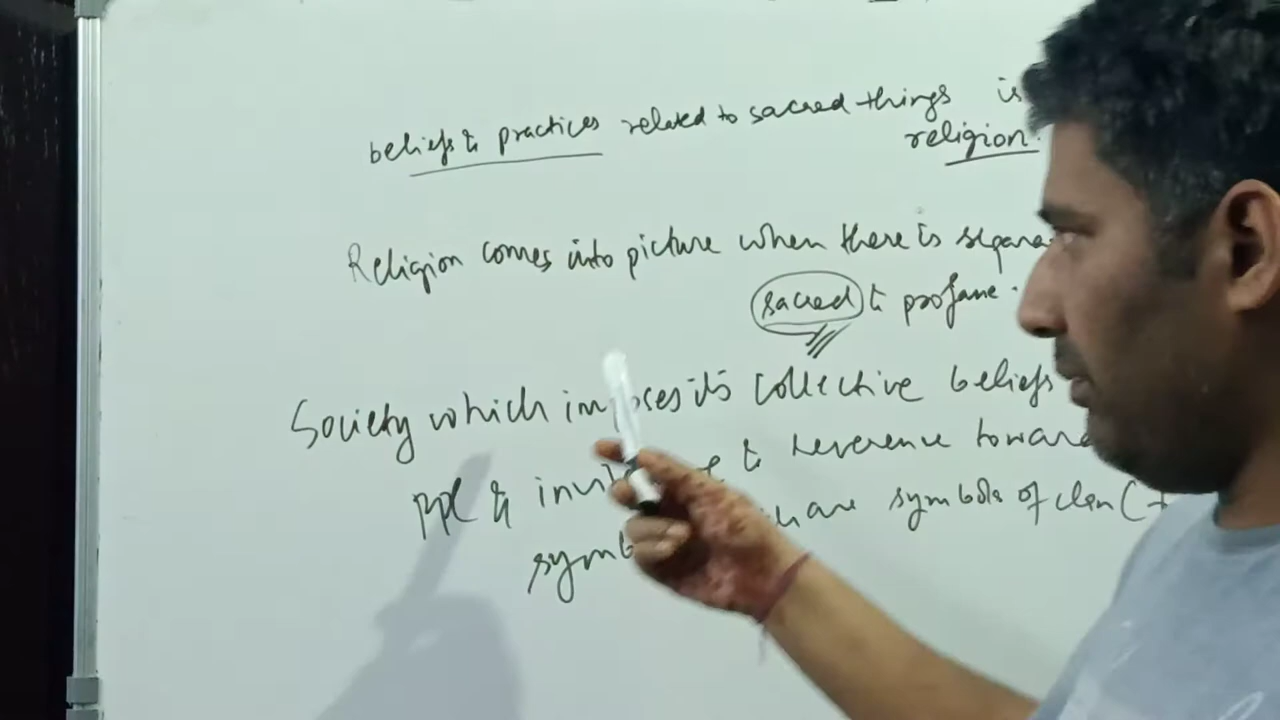 beliefs & practices related to sacred things is
religion.
Religion comes into picture when there is separa
sacred & profane.
Society which imposes its collective beliefs
ppl & & reverence toward
symb are symbols of clan (t